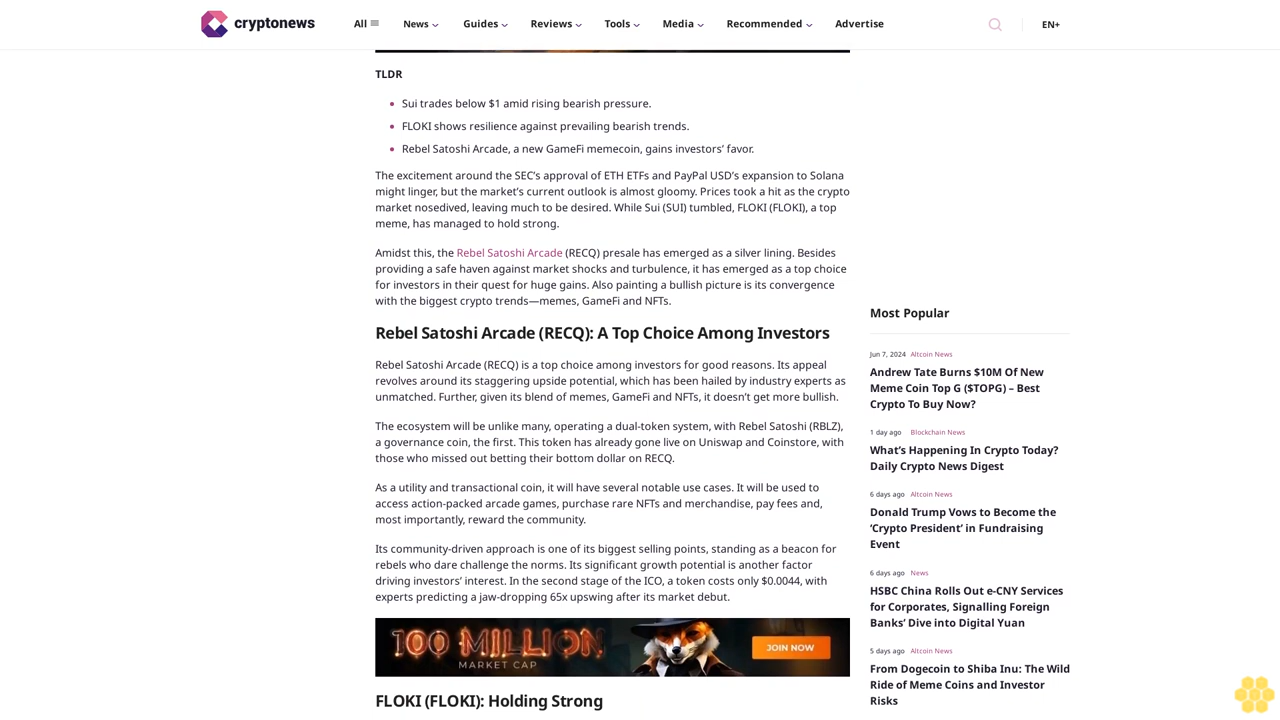 cryptonews
All
News
Guides
Reviews
Tools
Media
Recommended
Advertise
EN+
TLDR
Sui trades below $1 amid rising bearish pressure.
FLOKI shows resilience against prevailing bearish trends.
Rebel Satoshi Arcade, a new GameFi memecoin, gains investors’ favor.
The excitement around the SEC’s approval of ETH ETFs and PayPal USD’s expansion to Solana
might linger, but the market’s current outlook is almost gloomy. Prices took a hit as the crypto
market nosedived, leaving much to be desired. While Sui (SUI) tumbled, FLOKI (FLOKI), a top
meme, has managed to hold strong.
Amidst this, the Rebel Satoshi Arcade (RECQ) presale has emerged as a silver lining. Besides
providing a safe haven against market shocks and turbulence, it has emerged as a top choice
for investors in their quest for huge gains. Also painting a bullish picture is its convergence
with the biggest crypto trends—memes, GameFi and NFTs.
Rebel Satoshi Arcade (RECQ): A Top Choice Among Investors
Rebel Satoshi Arcade (RECQ) is a top choice among investors for good reasons. Its appeal
revolves around its staggering upside potential, which has been hailed by industry experts as
unmatched. Further, given its blend of memes, GameFi and NFTs, it doesn’t get more bullish.
The ecosystem will be unlike many, operating a dual-token system, with Rebel Satoshi (RBLZ),
a governance coin, the first. This token has already gone live on Uniswap and Coinstore, with
those who missed out betting their bottom dollar on RECQ.
As a utility and transactional coin, it will have several notable use cases. It will be used to
access action-packed arcade games, purchase rare NFTs and merchandise, pay fees and,
most importantly, reward the community.
Its community-driven approach is one of its biggest selling points, standing as a beacon for
rebels who dare challenge the norms. Its significant growth potential is another factor
driving investors’ interest. In the second stage of the ICO, a token costs only $0.0044, with
experts predicting a jaw-dropping 65x upswing after its market debut.
100 MILLION
MARKET CAP
JOIN NOW
FLOKI (FLOKI): Holding Strong
Most Popular
Jun 7, 2024 Altcoin News
Andrew Tate Burns $10M Of New
Meme Coin Top G ($TOPG) – Best
Crypto To Buy Now?
1 day ago Blockchain News
What’s Happening In Crypto Today?
Daily Crypto News Digest
6 days ago Altcoin News
Donald Trump Vows to Become the
‘Crypto President’ in Fundraising
Event
6 days ago News
HSBC China Rolls Out e-CNY Services
for Corporates, Signalling Foreign
Banks’ Dive into Digital Yuan
5 days ago Altcoin News
From Dogecoin to Shiba Inu: The Wild
Ride of Meme Coins and Investor
Risks